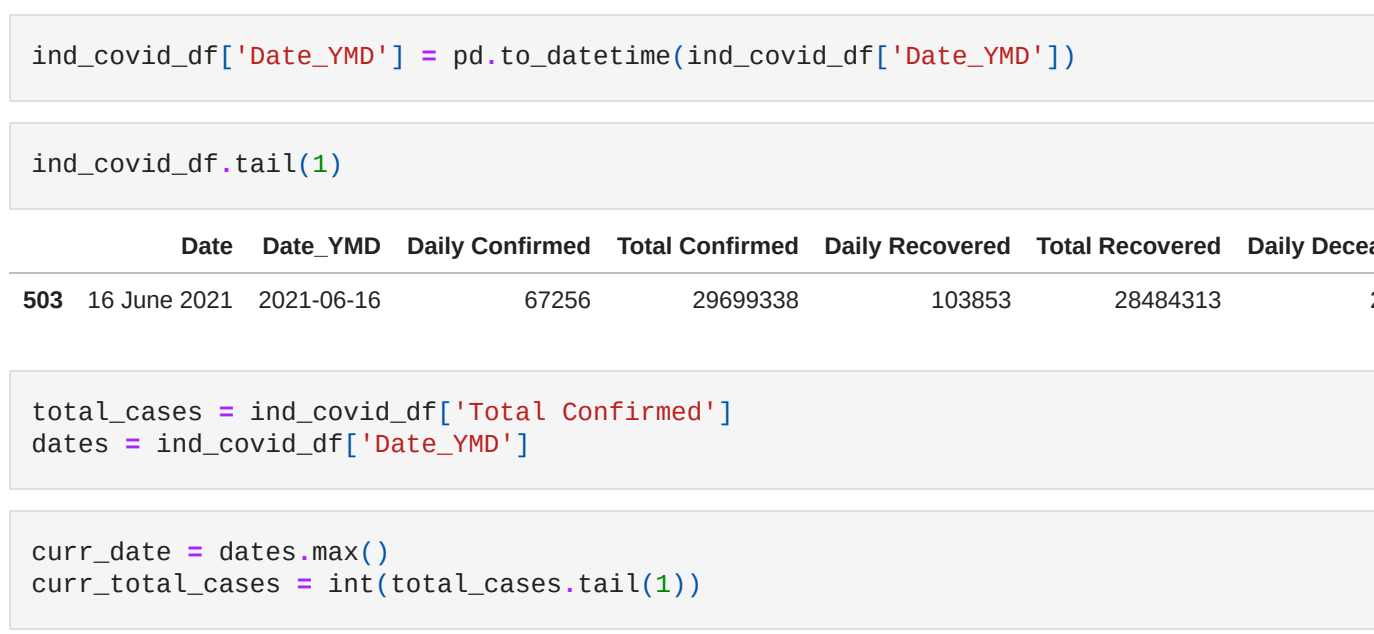 ind_covid_df['Date_YMD'] = pd.to_datetime(ind_covid_df['Date_YMD'])
ind_covid_df.tail(1)
Date Date_YMD Daily Confirmed Total Confirmed Daily Recovered Total Recovered Daily
503 16 June 2021 2021-06-16 67256 29699338 103853 28484313
total_cases = ind_covid_df['Total Confirmed']
dates = ind_covid_df['Date_YMD']
curr_date = dates.max()
curr_total_cases = int(total_cases.tail(1))